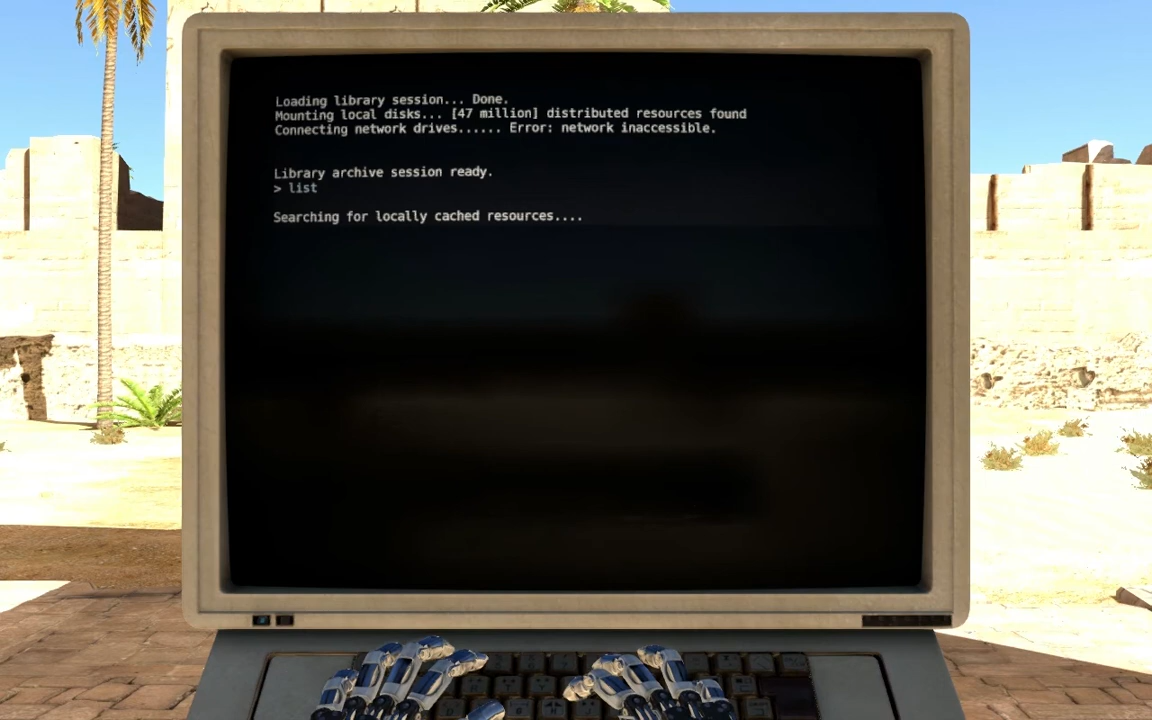 Loading library session... Done.
Mounting local disks... [47 million] distributed resources found
Connecting network drives...... Error: network inaccessible.
Library archive session ready.
> list
Searching for locally cached resources....